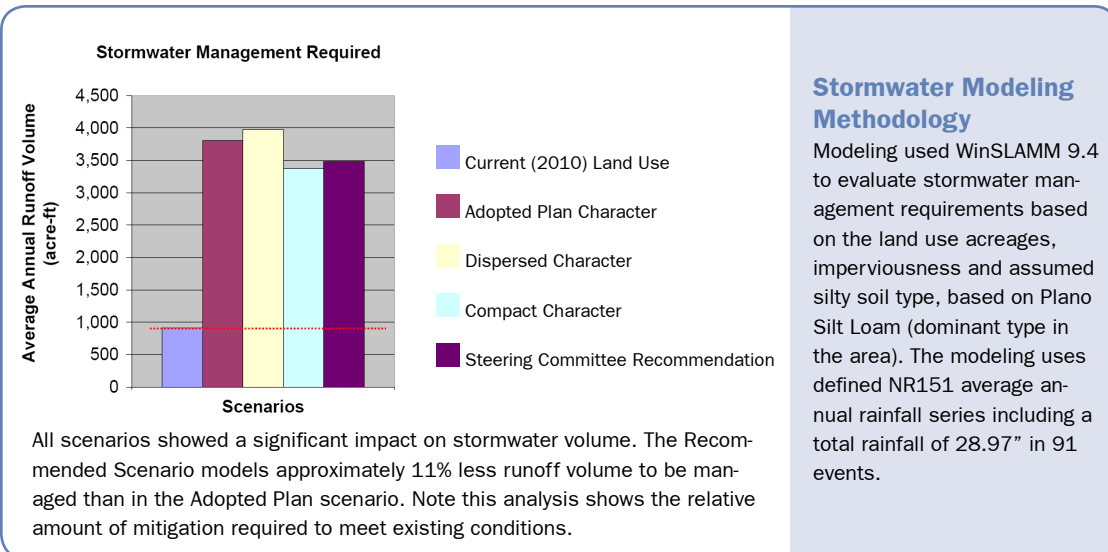 Stormwater Management Required
Average Annual Runoff Volume
(acre-ft)
4,500
4,000
3,500
3,000
2,500
2,000
1,500
1,000
500
0
Scenarios
Current (2010) Land Use
Adopted Plan Character
Dispersed Character
Compact Character
Steering Committee Recommendation
All scenarios showed a significant impact on stormwater volume. The Recom-
mended Scenario models approximately 11% less runoff volume to be man-
aged than in the Adopted Plan scenario. Note this analysis shows the relative
amount of mitigation required to meet existing conditions.
Stormwater Modeling
Methodology
Modeling used WinSLAMM 9.4
to evaluate stormwater man-
agement requirements based
on the land use acreages,
imperviousness and assumed
silty soil type, based on Plano
Silt Loam (dominant type in
the area). The modeling uses
defined NR151 average an-
nual rainfall series including a
total rainfall of 28.97” in 91
events.